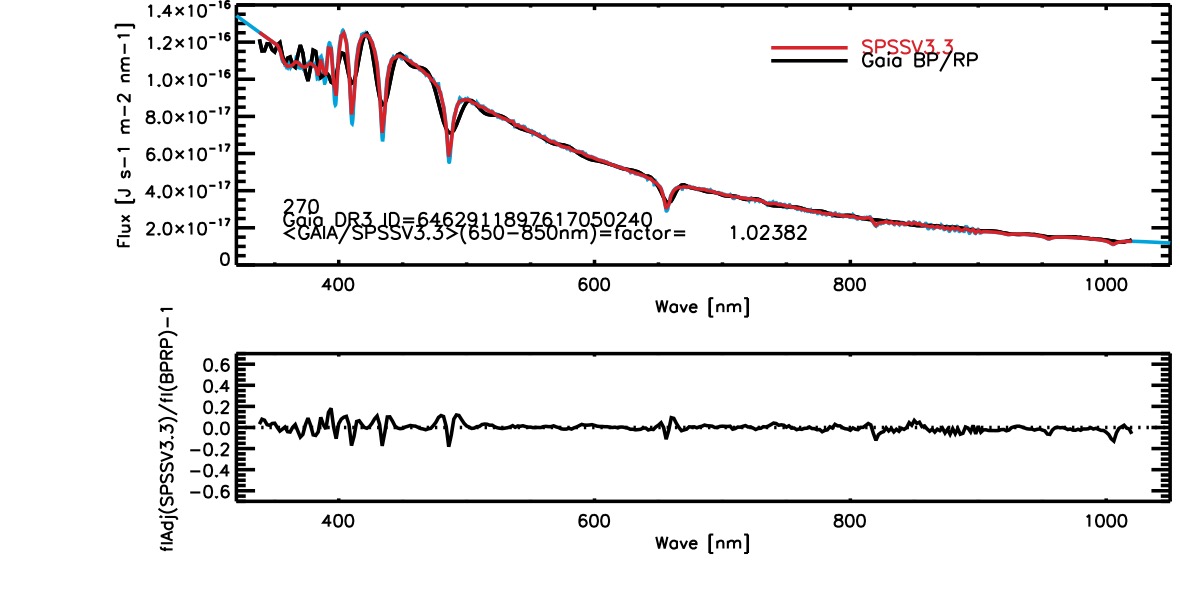 1.4×10−16
1.2×10−16
1.0×10−16
8.0×10−17
6.0×10−17
4.0×10−17
2.0×10−17
0
Flux [J s−1 m−2 nm−1]
SPSSV3.3
Gaia BP/RP
270
Gaia DR3 ID=6462911897617050240
<GAIA/SPSSV3.3>(650−850nm)=factor= 1.02382
400 600 800 1000
Wave [nm]
0.6
0.4
0.2
0.0
−0.2
−0.4
−0.6
flAdj(SPSSV3.3)/fl(BPRP)−1
400 600 800 1000
Wave [nm]